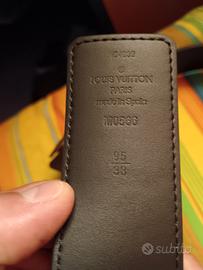 LOUIS VUITTON
PARIS
made in Spain
95
38
subito